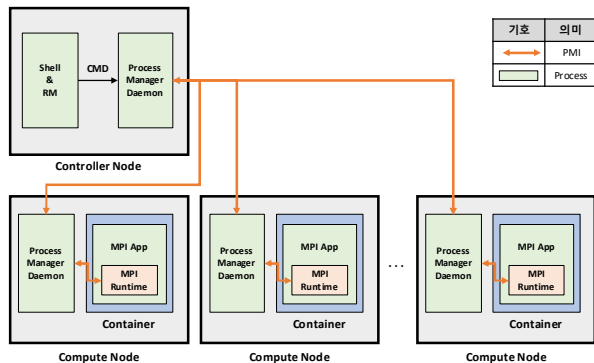 Shell
&
RM
CMD
Process
Manager
Daemon
Controller Node
기호 의미
PMI
Process
Process
Manager
Daemon
MPI App
MPI
Runtime
Container
Compute Node
Process
Manager
Daemon
MPI App
MPI
Runtime
Container
Compute Node
...
Process
Manager
Daemon
MPI App
MPI
Runtime
Container
Compute Node